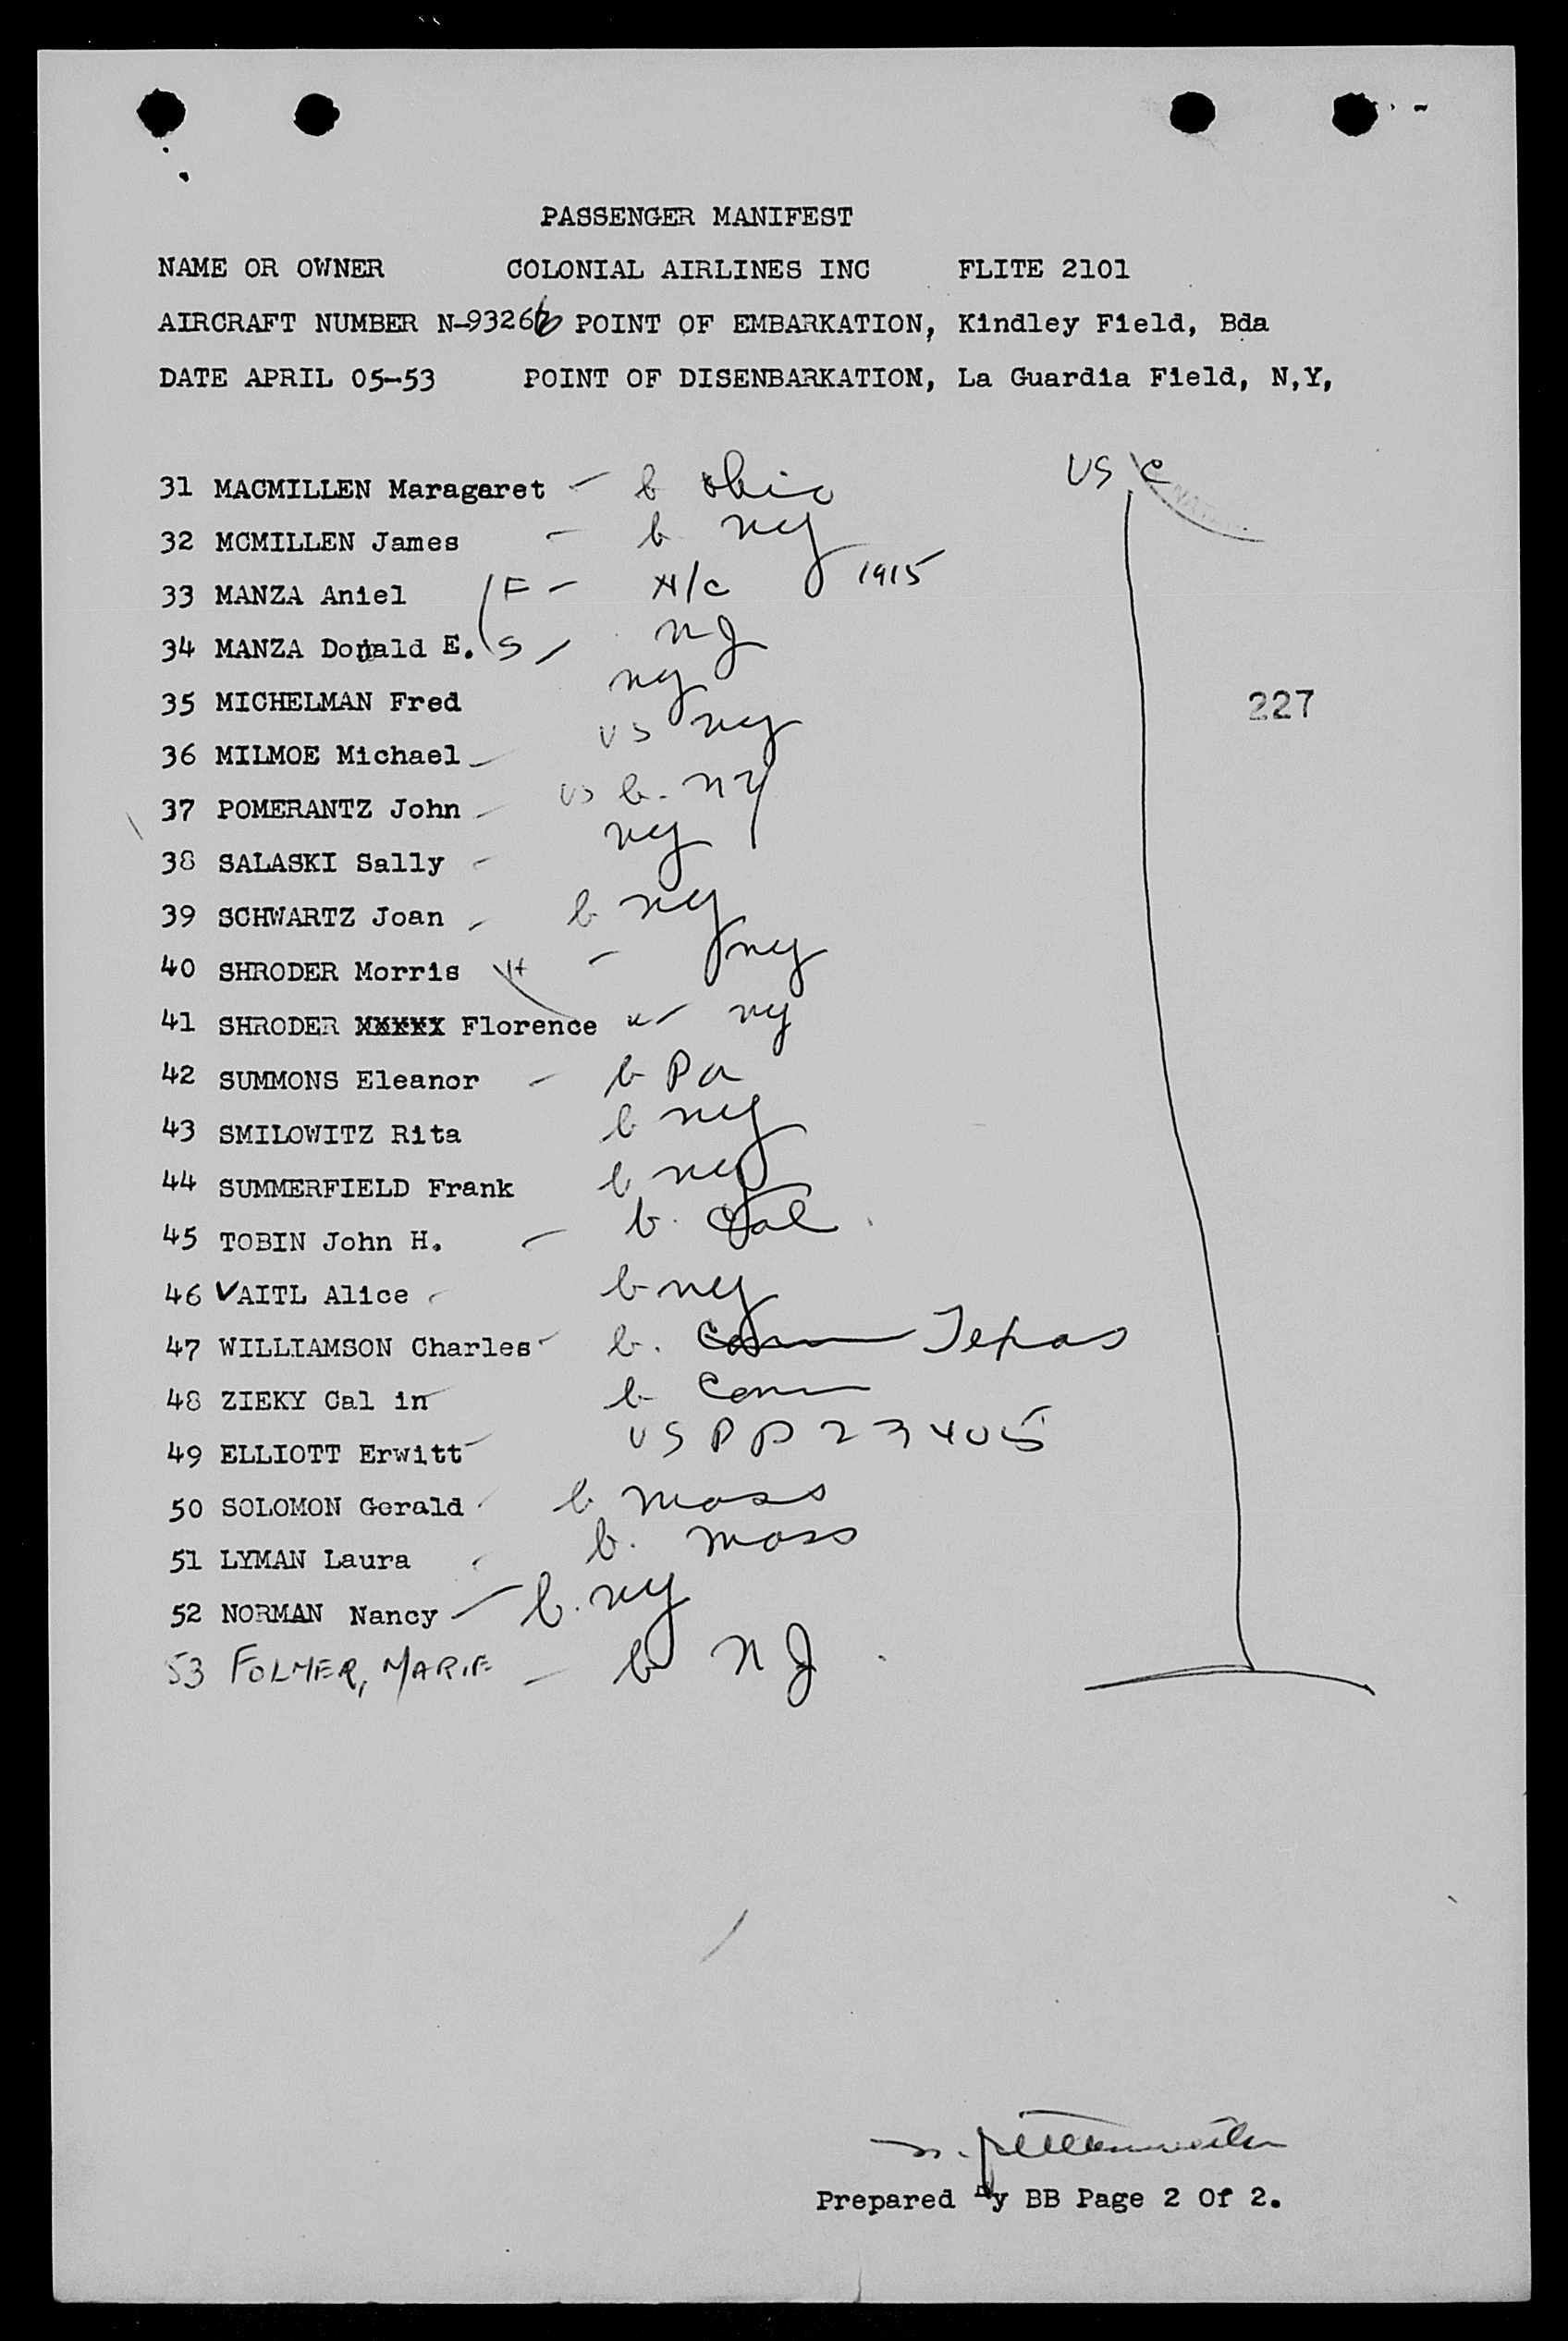 PASSENGER MANIFEST
NAME OR OWNER COLONIAL AIRLINES INC FLITE 2101
AIRCRAFT NUMBER N-93266 POINT OF EMBARKATION, Kindley Field, Bda
DATE APRIL 05-53 POINT OF DISENBARKATION, La Guardia Field, N,Y,
US C
31 MACMILLEN Maragaret - b Ohio
32 MCMILLEN James - b ny
33 MANZA Aniel F - N/c 1915
34 MANZA Donald E. S / n J
35 MICHELMAN Fred ny
227
36 MILMOE Michael - US ny
37 POMERANTZ John - US b. ny
38 SALASKI Sally - ny
39 SCHWARTZ Joan - b ny
40 SHRODER Morris H - ny
41 SHRODER XXXXX Florence w - ny
42 SUMMONS Eleanor - b Pa
43 SMILOWITZ Rita b ny
44 SUMMERFIELD Frank b ny
45 TOBIN John H. - b. Cal
46 VAITL Alice - b ny
47 WILLIAMSON Charles - b. Conn Texas
48 ZIEKY Cal in b Conn
49 ELLIOTT Erwitt - US PP 23405
50 SOLOMON Gerald - b mass
51 LYMAN Laura - b. mass
52 NORMAN Nancy - b. ny
53 FOLMER, MARIE - b N J
Prepared By BB Page 2 Of 2.